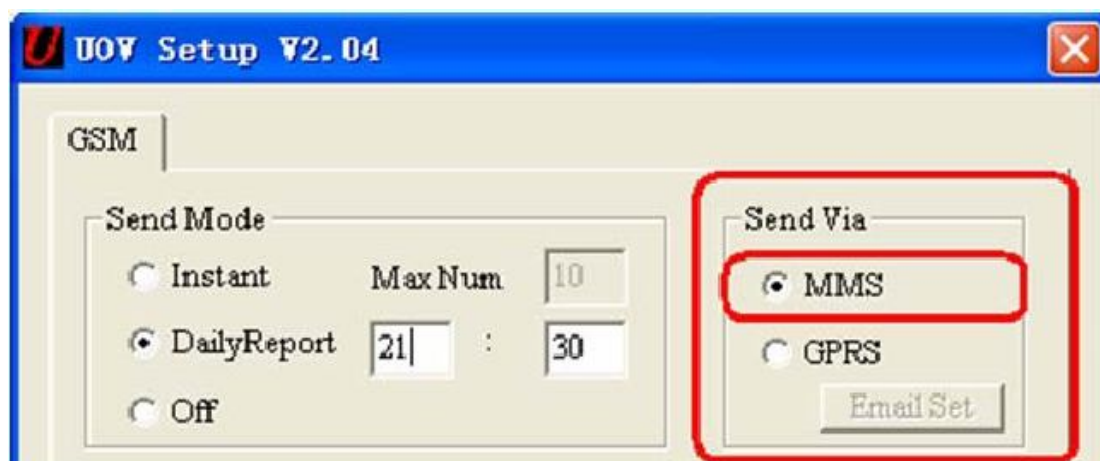 UOV Setup V2.04
GSM
Send Mode
Instant Max Num 10
DailyReport 21 : 30
Off
Send Via
MMS
GPRS
Email Set